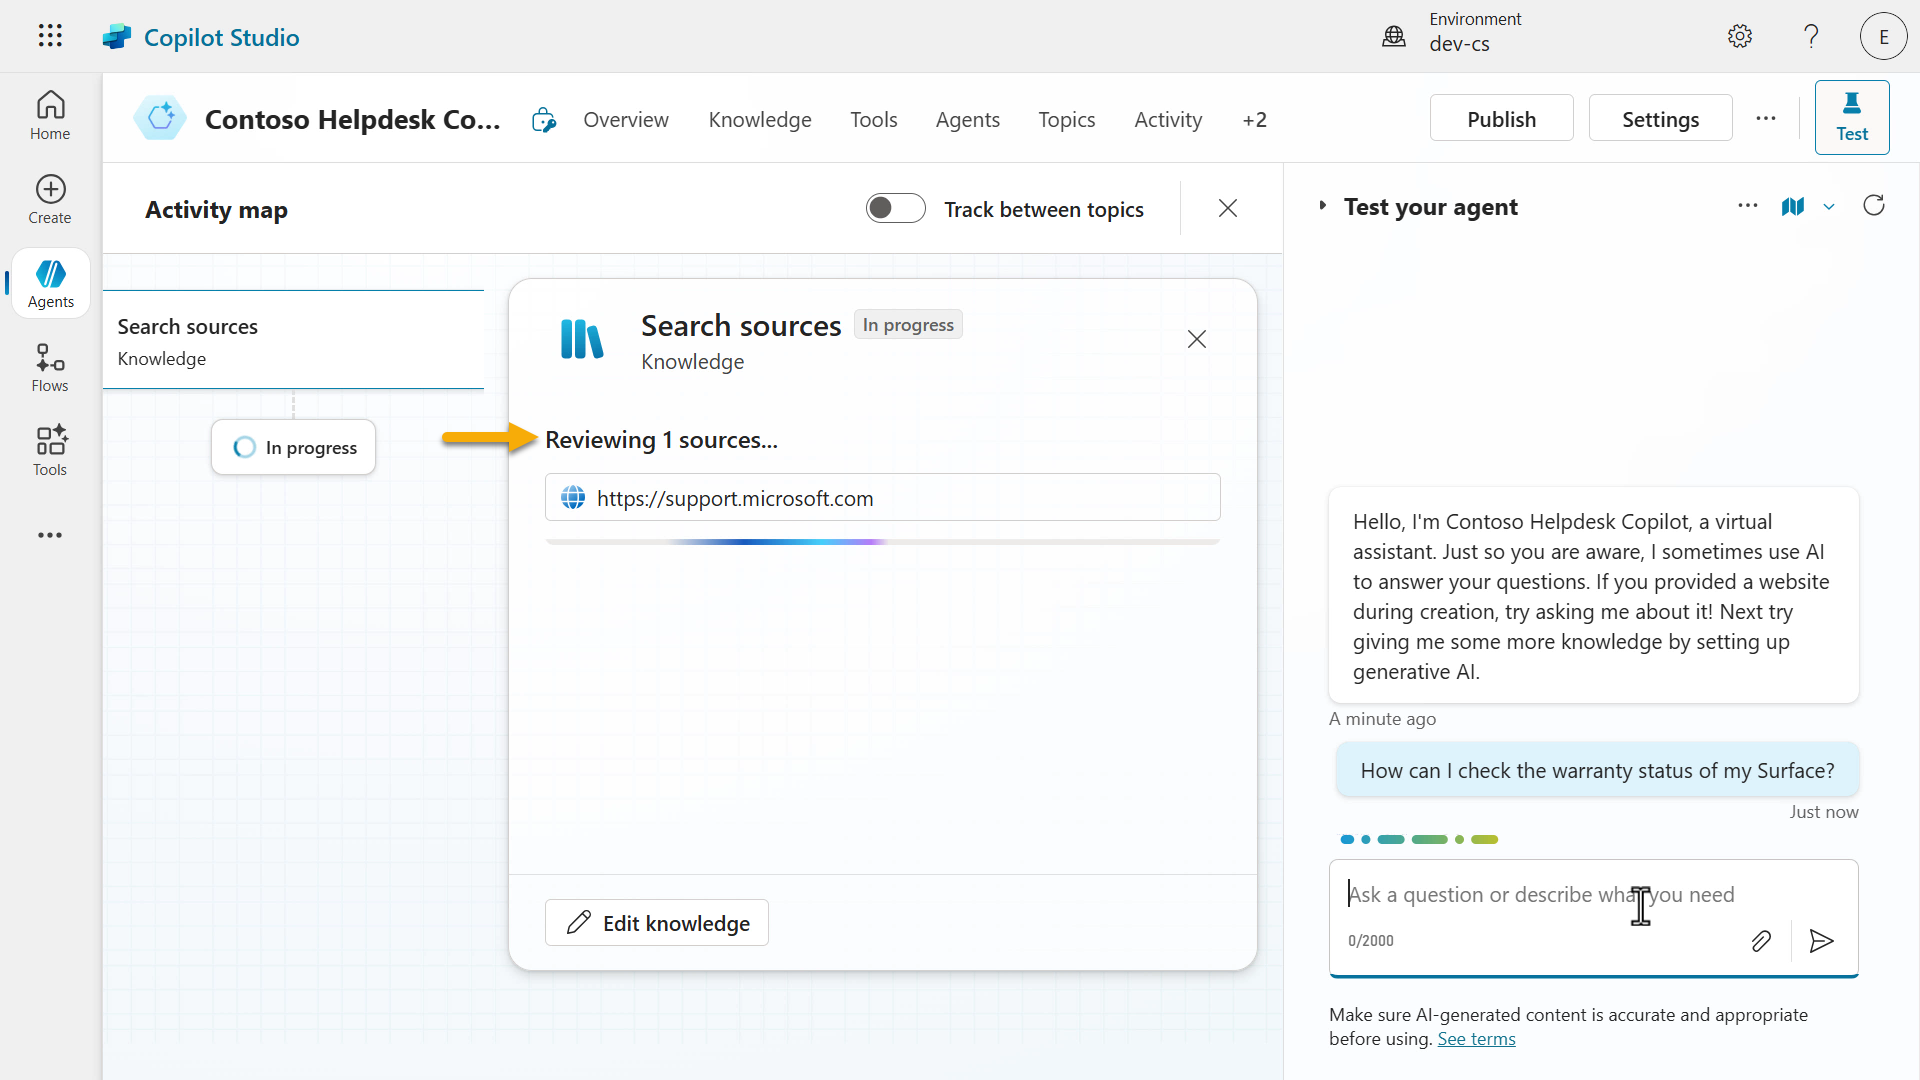 Copilot Studio
Environment
dev-cs
E
Home
Create
Agents
Flows
Tools
Contoso Helpdesk Co...
Overview
Knowledge
Tools
Agents
Topics
Activity
+2
Publish
Settings
Test
Activity map
Track between topics
Search sources
Knowledge
In progress
Search sources
In progress
Knowledge
Reviewing 1 sources...
https://support.microsoft.com
Edit knowledge
Test your agent
Hello, I'm Contoso Helpdesk Copilot, a virtual
assistant. Just so you are aware, I sometimes use AI
to answer your questions. If you provided a website
during creation, try asking me about it! Next try
giving me some more knowledge by setting up
generative AI.
A minute ago
How can I check the warranty status of my Surface?
Just now
Ask a question or describe what you need
0/2000
Make sure AI-generated content is accurate and appropriate
before using. See terms